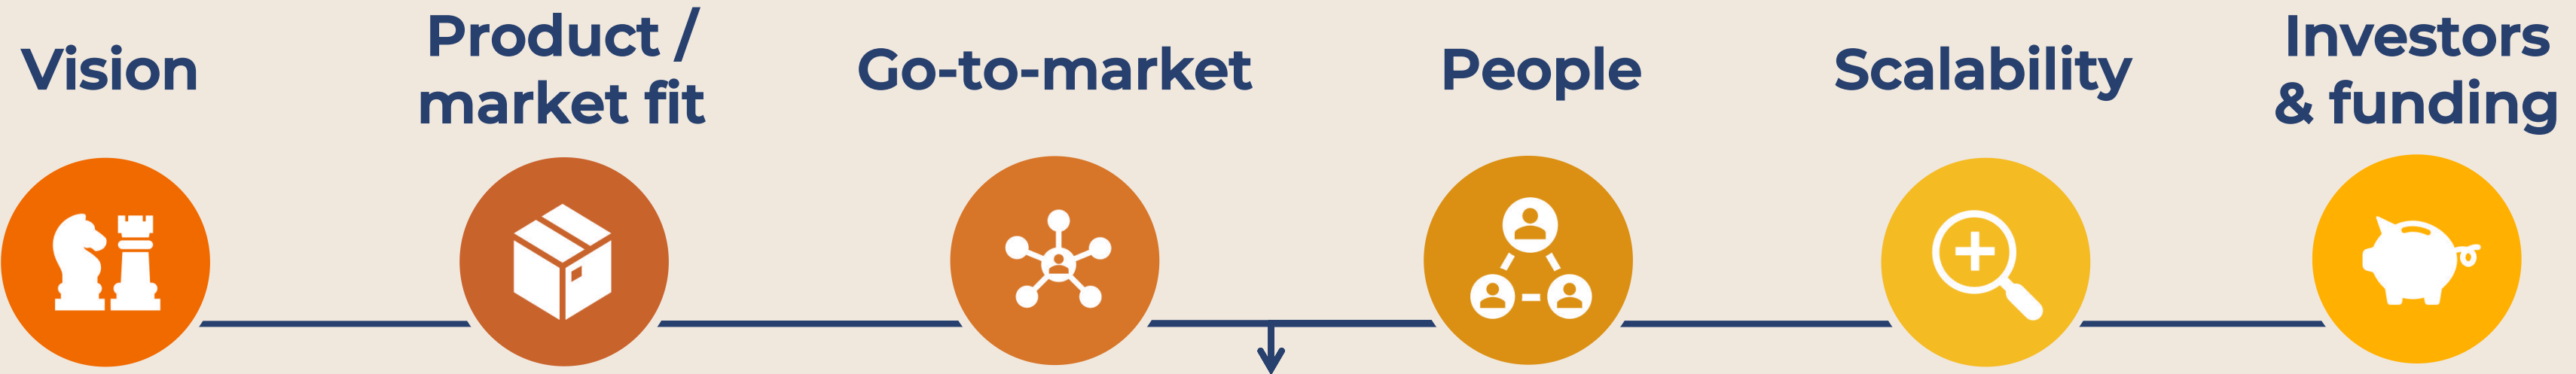 Vision
Product /
market fit
Go-to-market
People
Scalability
Investors
& funding